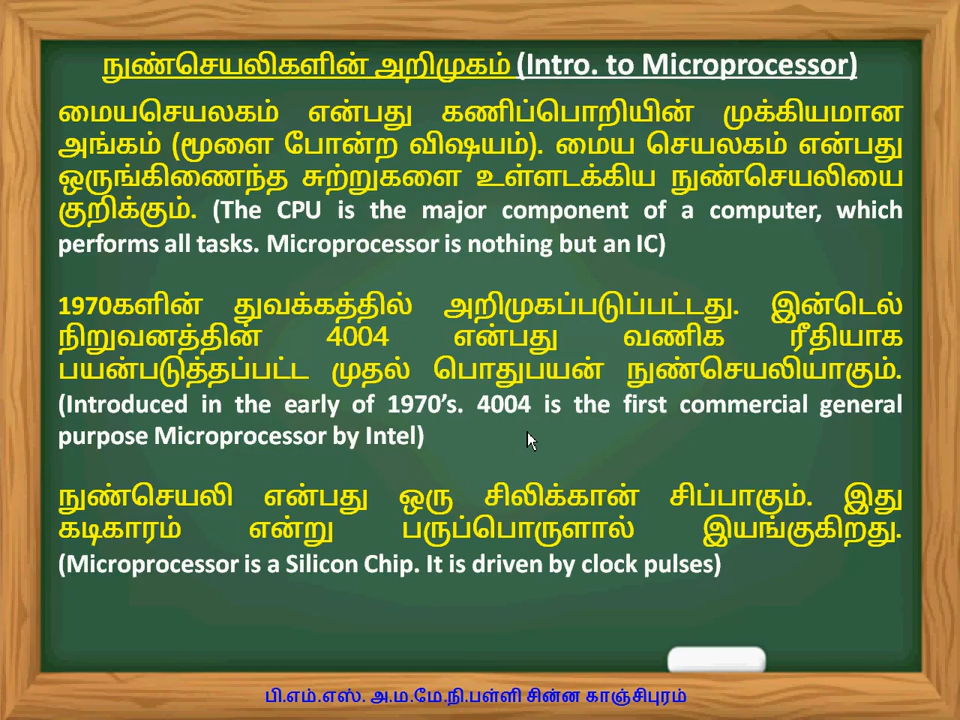 நுண்செயலிகளின் அறிமுகம் (Intro. to Microprocessor)
மையசெயலகம் என்பது கணிப்பொறியின் முக்கியமான
அங்கம் (மூளை போன்ற விஷயம்). மைய செயலகம் என்பது
ஒருங்கிணைந்த சுற்றுகளை உள்ளடக்கிய நுண்செயலியை
குறிக்கும். (The CPU is the major component of a computer, which
performs all tasks. Microprocessor is nothing but an IC)
1970களின் துவக்கத்தில் அறிமுகப்படுப்பட்டது. இன்டெல்
நிறுவனத்தின் 4004 என்பது வணிக ரீதியாக
பயன்படுத்தப்பட்ட முதல் பொதுபயன் நுண்செயலியாகும்.
(Introduced in the early of 1970’s. 4004 is the first commercial general
purpose Microprocessor by Intel)
நுண்செயலி என்பது ஒரு சிலிக்கான் சிப்பாகும். இது
கடிகாரம் என்று பருப்பொருளால் இயங்குகிறது.
(Microprocessor is a Silicon Chip. It is driven by clock pulses)
பி.எம்.எஸ். அ.ம.மே.நி.பள்ளி சின்ன காஞ்சிபுரம்